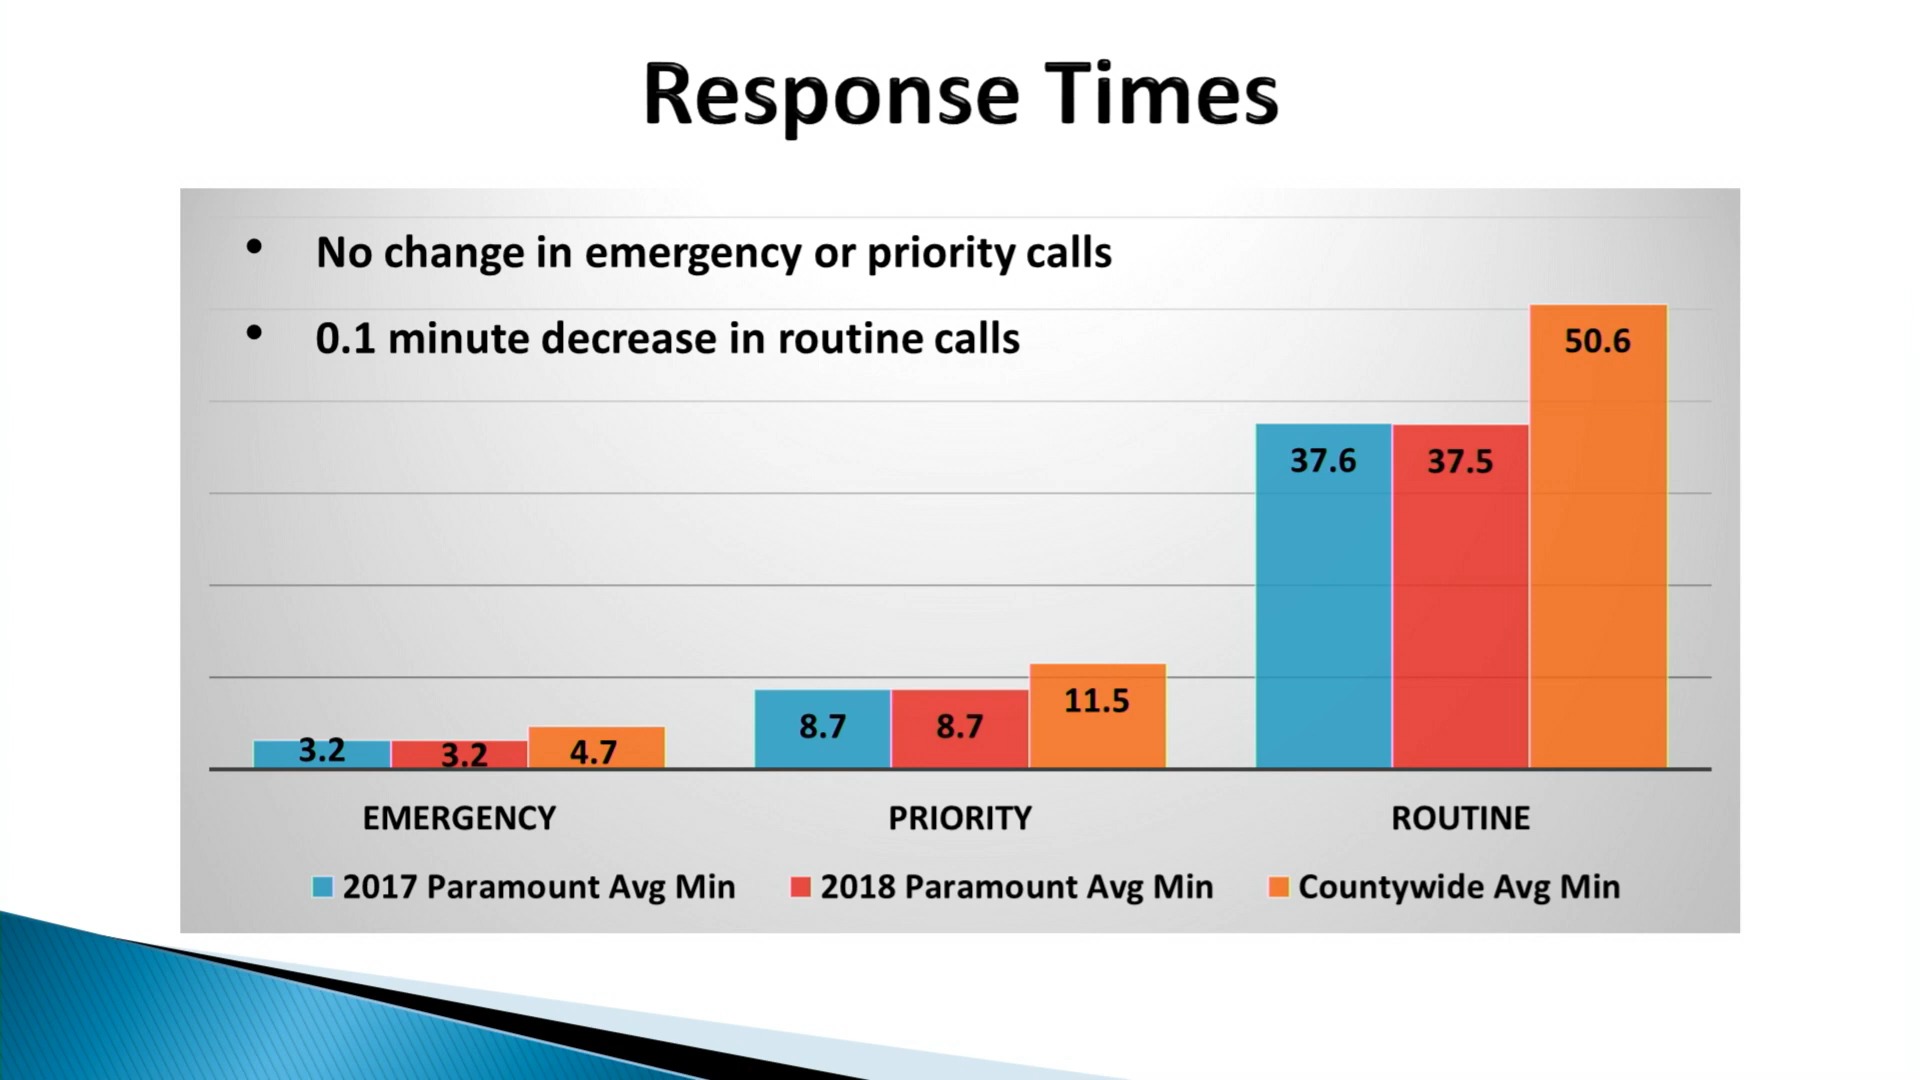 Response Times
• No change in emergency or priority calls
• 0.1 minute decrease in routine calls
50.6
37.6 37.5
11.5
8.7 8.7
3.2 3.2 4.7
EMERGENCY PRIORITY ROUTINE
2017 Paramount Avg Min 2018 Paramount Avg Min Countywide Avg Min